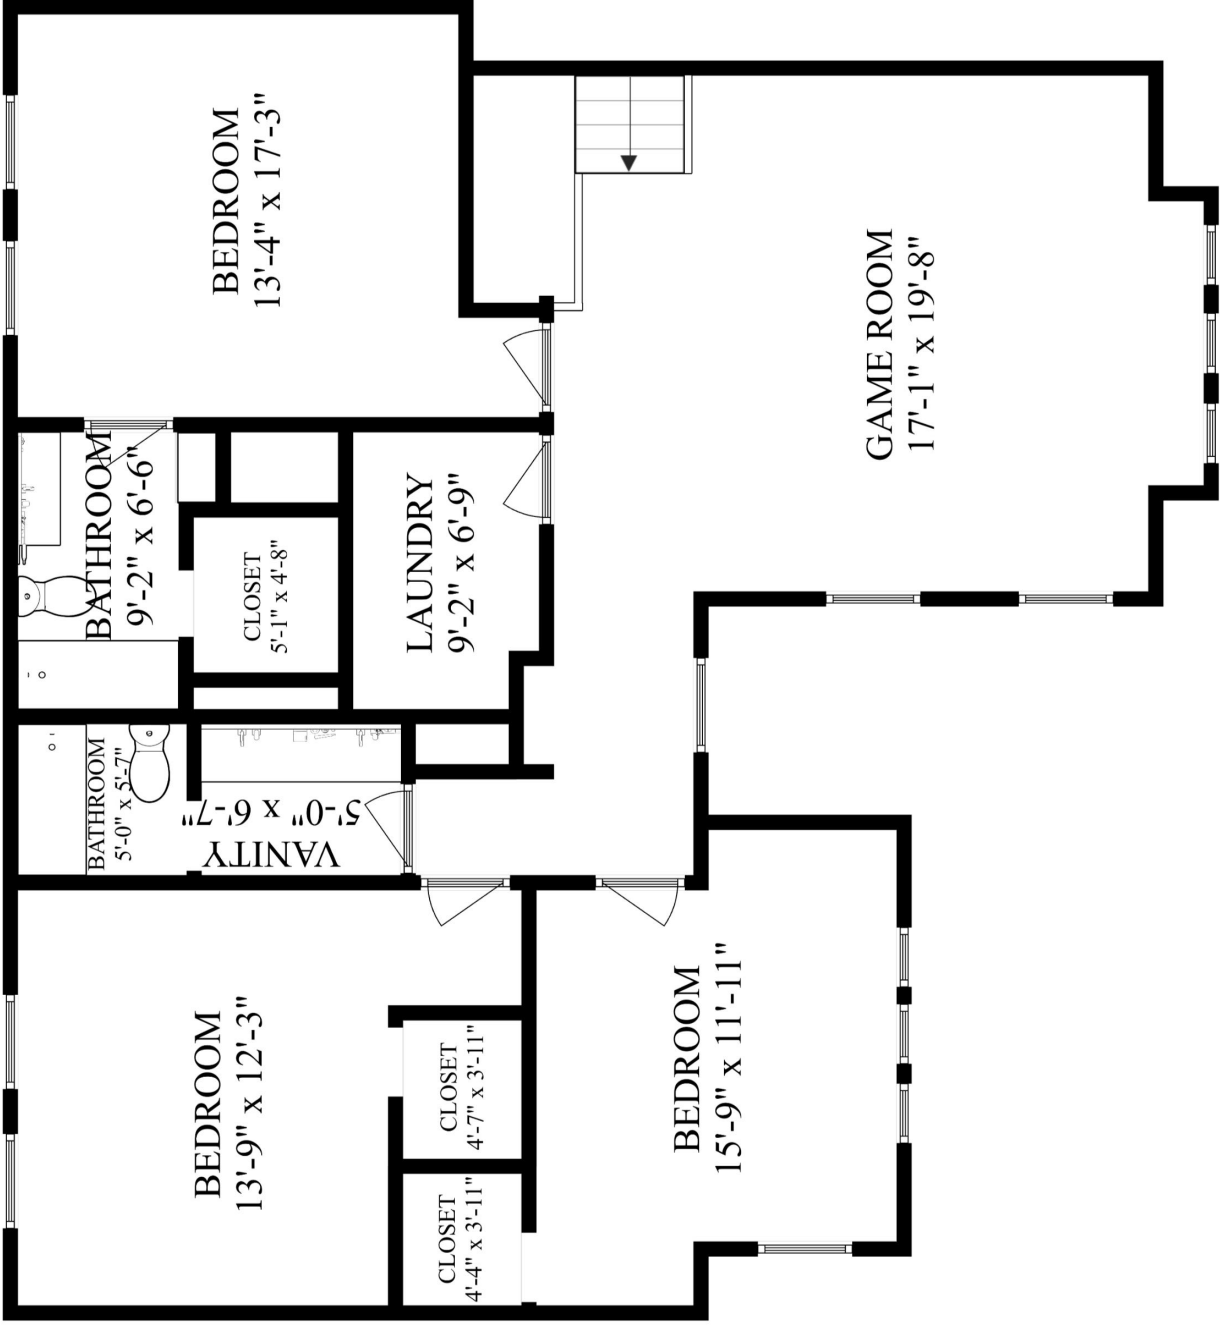 BEDROOM
13'-4" x 17'-3"
GAME ROOM
17'-1" x 19'-8"
BATHROOM
9'-2" x 6'-6"
CLOSET
5'-1" x 4'-8"
LAUNDRY
9'-2" x 6'-9"
BATHROOM
5'-0" x 5'-7"
VANITY
5'-0" x 6'-7"
BEDROOM
13'-9" x 12'-3"
CLOSET
4'-7" x 3'-11"
CLOSET
4'-4" x 3'-11"
BEDROOM
15'-9" x 11'-11"